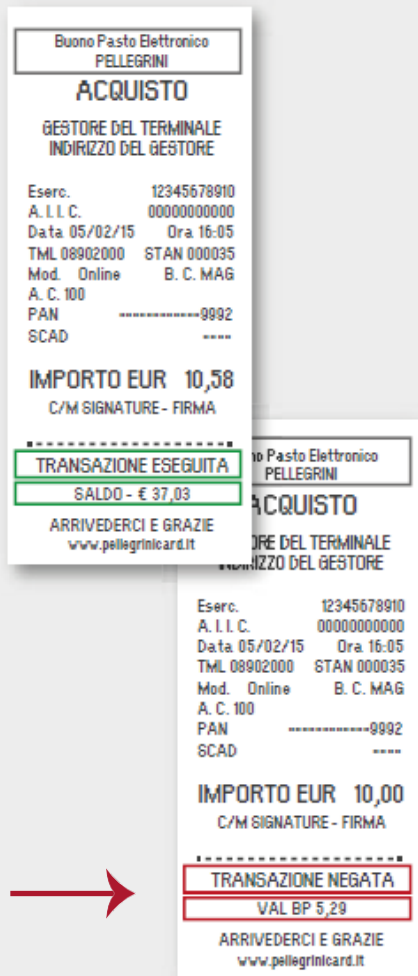 Buono Pasto Elettronico
PELLEGRINI
ACQUISTO
GESTORE DEL TERMINALE
INDIRIZZO DEL GESTORE
Eserc. 12345678910
A. I. I. C. 00000000000
Data 05/02/15 Ora 16:05
TML 08902000 STAN 000035
Mod. Online B. C. MAG
A. C. 100
PAN ------------9992
SCAD ----
IMPORTO EUR 10,58
C/M SIGNATURE - FIRMA
TRANSAZIONE ESEGUITA
SALDO - € 37,03
ARRIVEDERCI E GRAZIE
www.pellegrinicard.it
Pasto Elettronico
PELLEGRINI
ACQUISTO
DEL TERMINALE
INDIRIZZO DEL GESTORE
Eserc. 12345678910
A. I. I. C. 00000000000
Data 05/02/15 Ora 16:05
TML 08902000 STAN 000035
Mod. Online B. C. MAG
A. C. 100
PAN ------------9992
SCAD ----
IMPORTO EUR 10,00
C/M SIGNATURE - FIRMA
TRANSAZIONE NEGATA
VAL BP 5,29
ARRIVEDERCI E GRAZIE
www.pellegrinicard.it